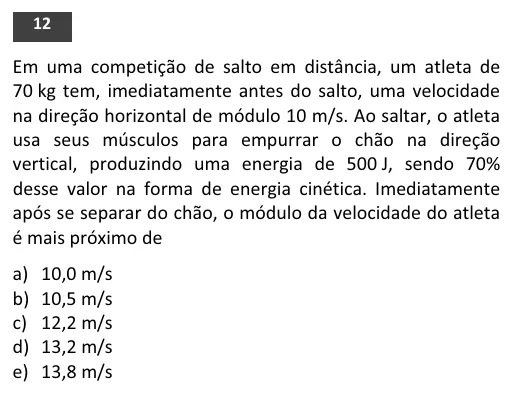 12
Em uma competição de salto em distância, um atleta de
70 kg tem, imediatamente antes do salto, uma velocidade
na direção horizontal de módulo 10 m/s. Ao saltar, o atleta
usa seus músculos para empurrar o chão na direção
vertical, produzindo uma energia de 500 J, sendo 70%
desse valor na forma de energia cinética. Imediatamente
após se separar do chão, o módulo da velocidade do atleta
é mais próximo de
a) 10,0 m/s
b) 10,5 m/s
c) 12,2 m/s
d) 13,2 m/s
e) 13,8 m/s